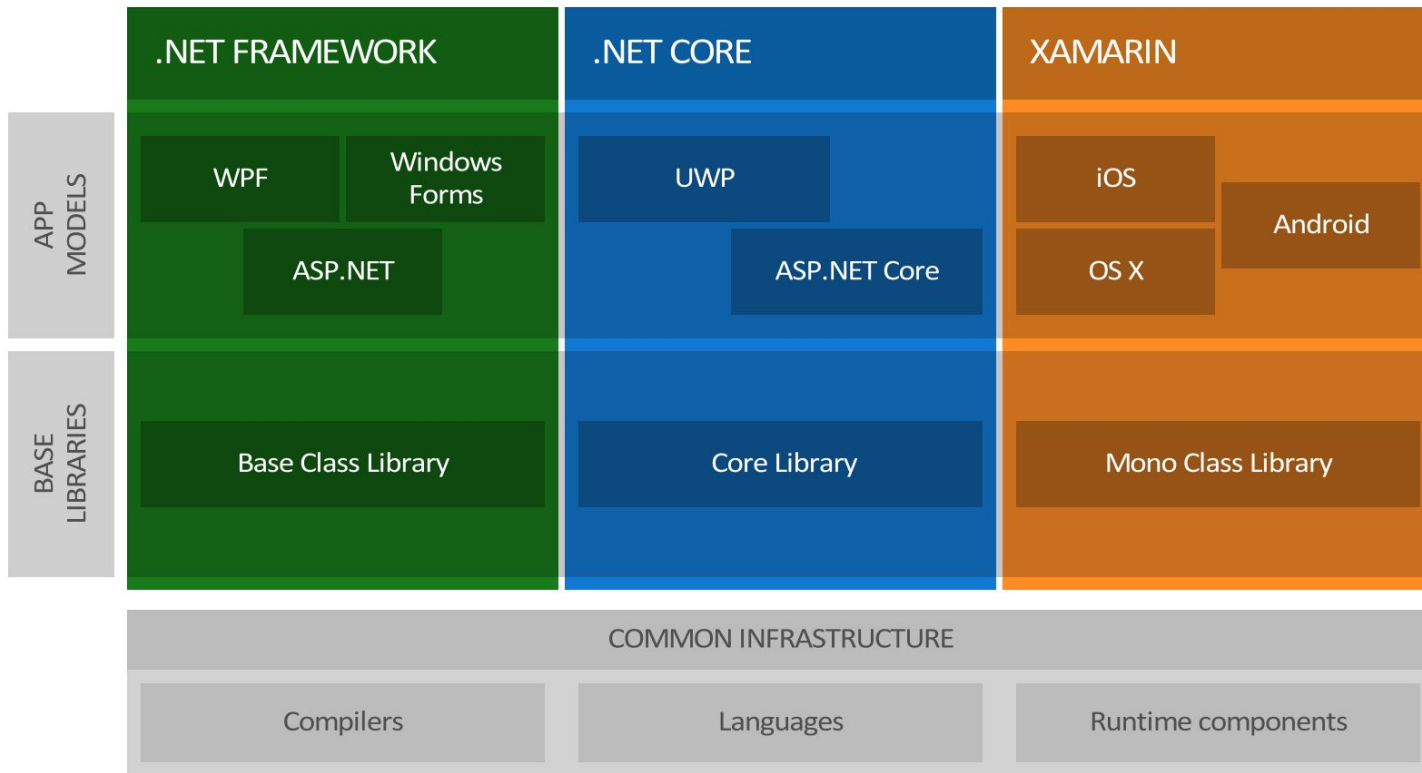 .NET FRAMEWORK
.NET CORE
XAMARIN
APP
MODELS
WPF
Windows
Forms
ASP.NET
UWP
ASP.NET Core
iOS
Android
OS X
BASE
LIBRARIES
Base Class Library
Core Library
Mono Class Library
COMMON INFRASTRUCTURE
Compilers
Languages
Runtime components